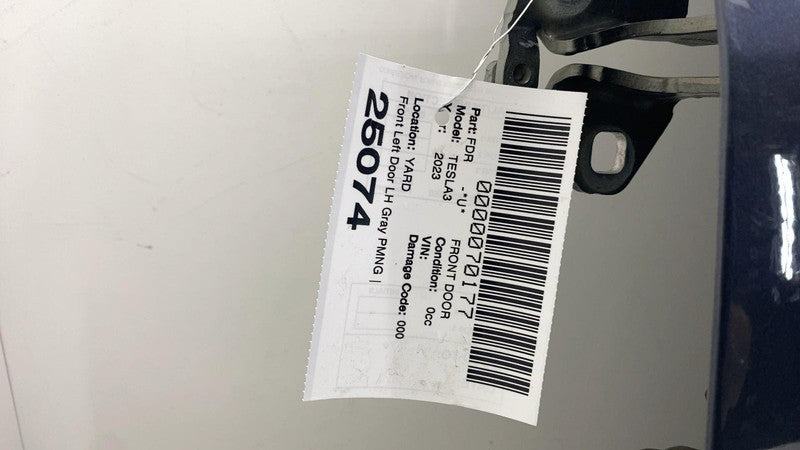 0000070177
Part: FDR -*U* FRONT DOOR
Model: TESLA3 Condition: 0cc
2023 VIN:
Location: YARD Damage Code: 000
Front Left Door LH Gray PMNG |
25074